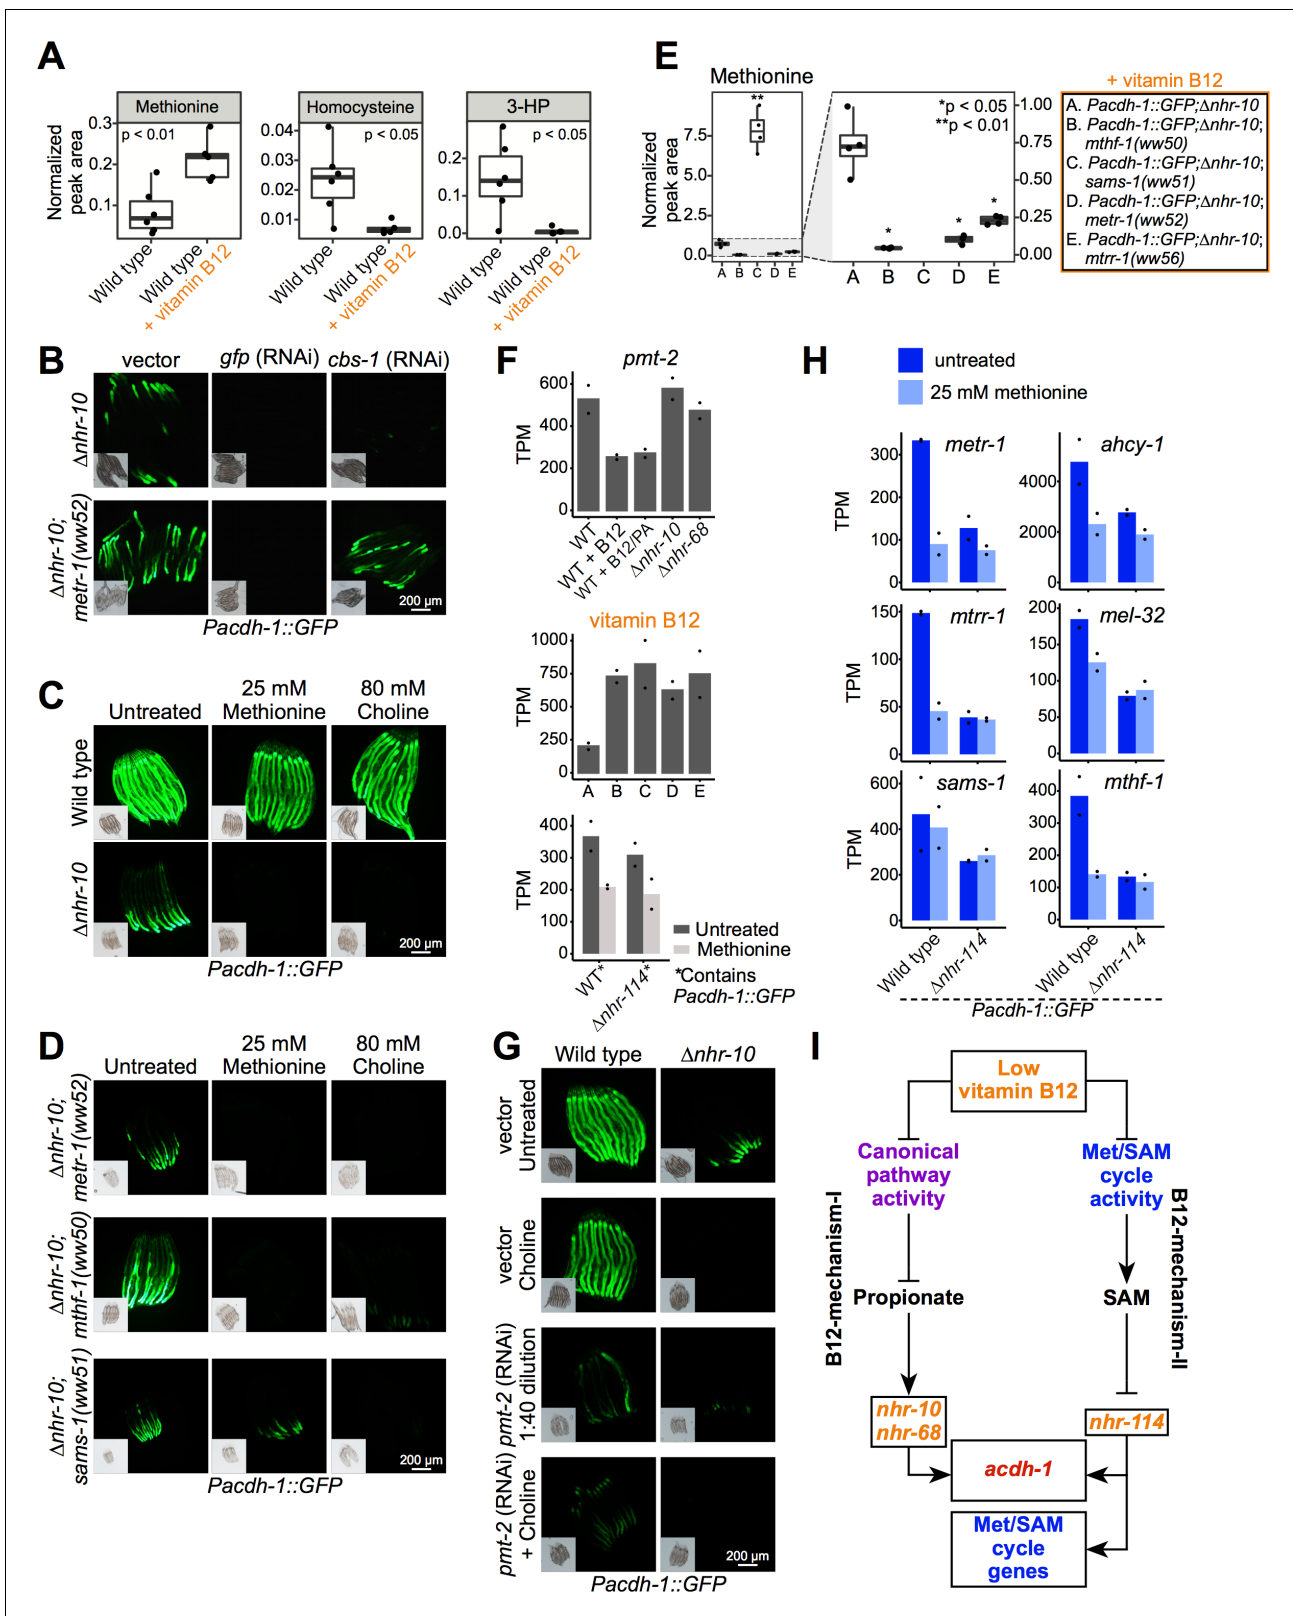 A
Methionine
Homocysteine
3-HP
Normalized
peak area
0.3
0.2
0.1
p < 0.01
0.04
0.03
0.02
0.01
p < 0.05
0.2
0.1
0.0
p < 0.05
Wild type
Wild type
+ vitamin B12
Wild type
Wild type
+ vitamin B12
Wild type
Wild type
+ vitamin B12
E
Methionine
Normalized
peak area
7.5
5.0
2.5
0.0
**
A B C D E
*p < 0.05
**p < 0.01
*
*
*
1.00
0.75
0.50
0.25
0.00
A B C D E
+ vitamin B12
A. Pacdh-1::GFP;Δnhr-10
B. Pacdh-1::GFP;Δnhr-10;
mthf-1(ww50)
C. Pacdh-1::GFP;Δnhr-10;
sams-1(ww51)
D. Pacdh-1::GFP;Δnhr-10;
metr-1(ww52)
E. Pacdh-1::GFP;Δnhr-10;
mtrr-1(ww56)
B
vector
gfp (RNAi)
cbs-1 (RNAi)
Δnhr-10
Δnhr-10;
metr-1(ww52)
200 µm
Pacdh-1::GFP
C
Untreated
25 mM
Methionine
80 mM
Choline
Wild type
Δnhr-10
200 µm
Pacdh-1::GFP
D
Untreated
25 mM
Methionine
80 mM
Choline
Δnhr-10;
metr-1(ww52)
Δnhr-10;
mthf-1(ww50)
Δnhr-10;
sams-1(ww51)
200 µm
Pacdh-1::GFP
F
pmt-2
TPM
600
400
200
0
WT
WT + B12
WT + B12/PA
Δnhr-10
Δnhr-68
vitamin B12
TPM
1000
750
500
250
0
A B C D E
TPM
400
300
200
100
0
WT*
Δnhr-114*
Untreated
Methionine
*Contains
Pacdh-1::GFP
G
Wild type
Δnhr-10
vector
Untreated
vector
Choline
pmt-2 (RNAi)
1:40 dilution
pmt-2 (RNAi)
+ Choline
200 µm
Pacdh-1::GFP
H
untreated
25 mM methionine
TPM
300
200
100
0
metr-1
4000
2000
0
ahcy-1
TPM
150
100
50
0
mtrr-1
200
150
100
50
0
mel-32
TPM
600
400
200
0
sams-1
400
300
200
100
0
mthf-1
Wild type
Δnhr-114
Wild type
Δnhr-114
Pacdh-1::GFP
I
Low
vitamin B12
Canonical
pathway
activity
Met/SAM
cycle
activity
B12-mechanism-I
B12-mechanism-II
Propionate
SAM
nhr-10
nhr-68
nhr-114
acdh-1
Met/SAM
cycle
genes